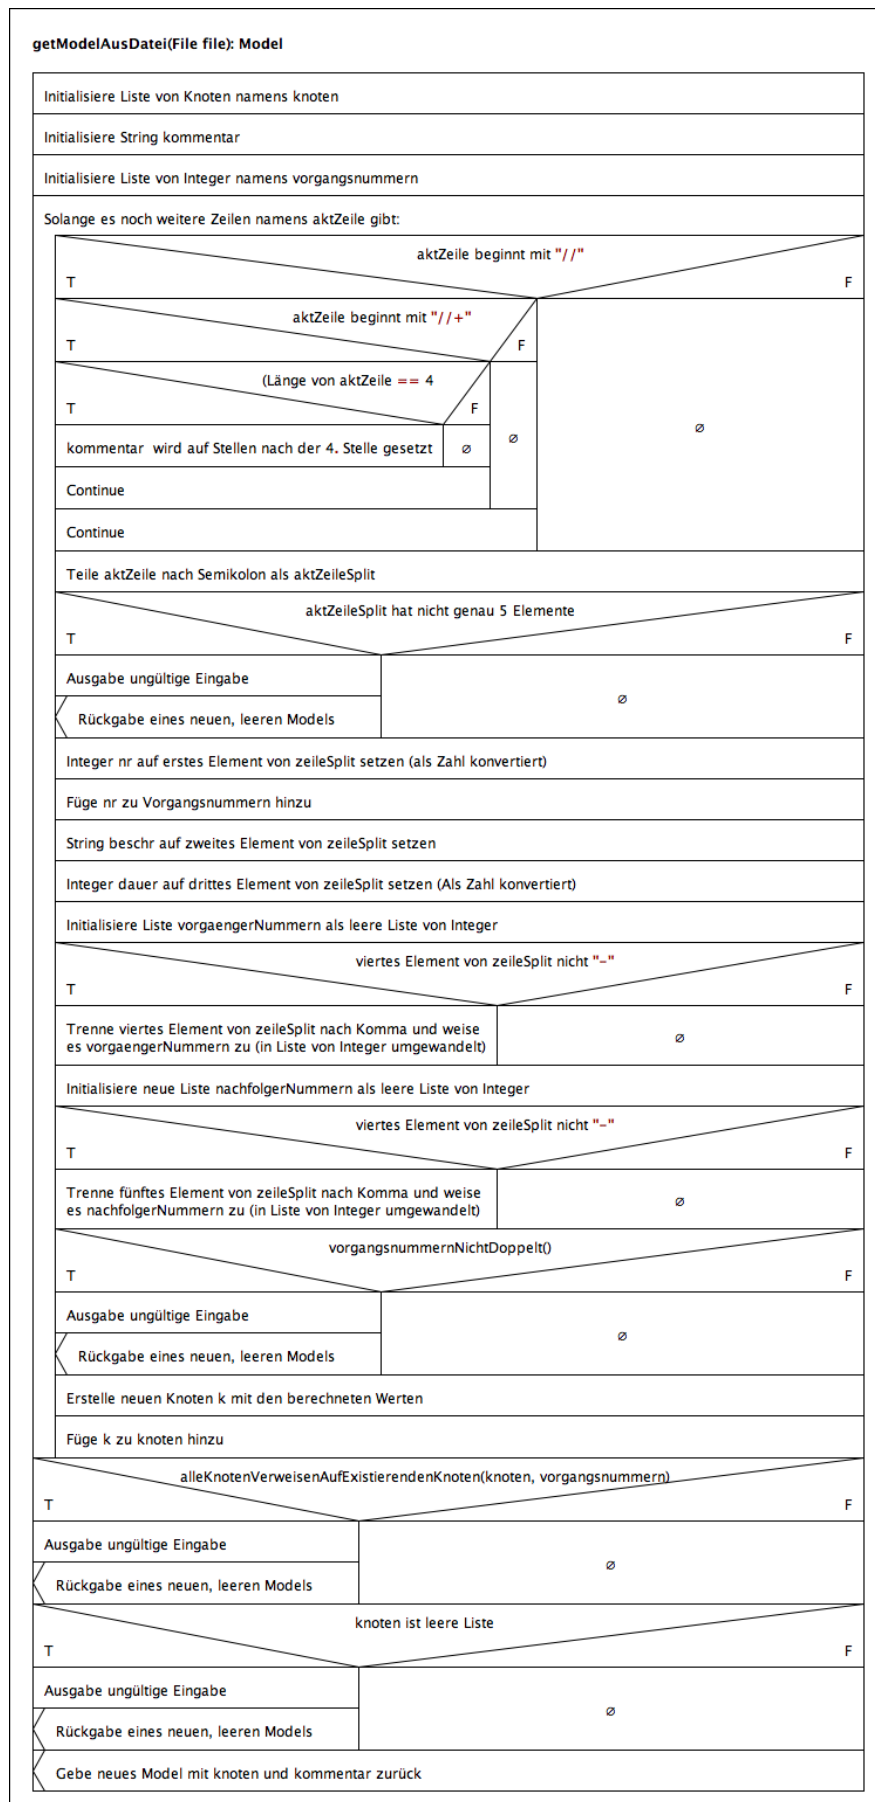 getModelAusDatei(File file): Model
Initialisiere Liste von Knoten namens knoten
Initialisiere String kommentar
Initialisiere Liste von Integer namens vorgangsnummern
Solange es noch weitere Zeilen namens aktZeile gibt:
aktZeile beginnt mit "//"
T F
aktZeile beginnt mit "//+"
T F
(Länge von aktZeile == 4
T F
kommentar wird auf Stellen nach der 4. Stelle gesetzt ∅ ∅ ∅
Continue
Continue
Teile aktZeile nach Semikolon als aktZeileSplit
aktZeileSplit hat nicht genau 5 Elemente
T F
Ausgabe ungültige Eingabe
∅
Rückgabe eines neuen, leeren Models
Integer nr auf erstes Element von zeileSplit setzen (als Zahl konvertiert)
Füge nr zu Vorgangsnummern hinzu
String beschr auf zweites Element von zeileSplit setzen
Integer dauer auf drittes Element von zeileSplit setzen (Als Zahl konvertiert)
Initialisiere Liste vorgaengerNummern als leere Liste von Integer
viertes Element von zeileSplit nicht "-"
T F
Trenne viertes Element von zeileSplit nach Komma und weise
es vorgaengerNummern zu (in Liste von Integer umgewandelt)
∅
Initialisiere neue Liste nachfolgerNummern als leere Liste von Integer
viertes Element von zeileSplit nicht "-"
T F
Trenne fünftes Element von zeileSplit nach Komma und weise
es nachfolgerNummern zu (in Liste von Integer umgewandelt)
∅
vorgangsnummernNichtDoppelt()
T F
Ausgabe ungültige Eingabe
∅
Rückgabe eines neuen, leeren Models
Erstelle neuen Knoten k mit den berechneten Werten
Füge k zu knoten hinzu
alleKnotenVerweisenAufExistierendenKnoten(knoten, vorgangsnummern)
T F
Ausgabe ungültige Eingabe
∅
Rückgabe eines neuen, leeren Models
knoten ist leere Liste
T F
Ausgabe ungültige Eingabe
∅
Rückgabe eines neuen, leeren Models
Gebe neues Model mit knoten und kommentar zurück